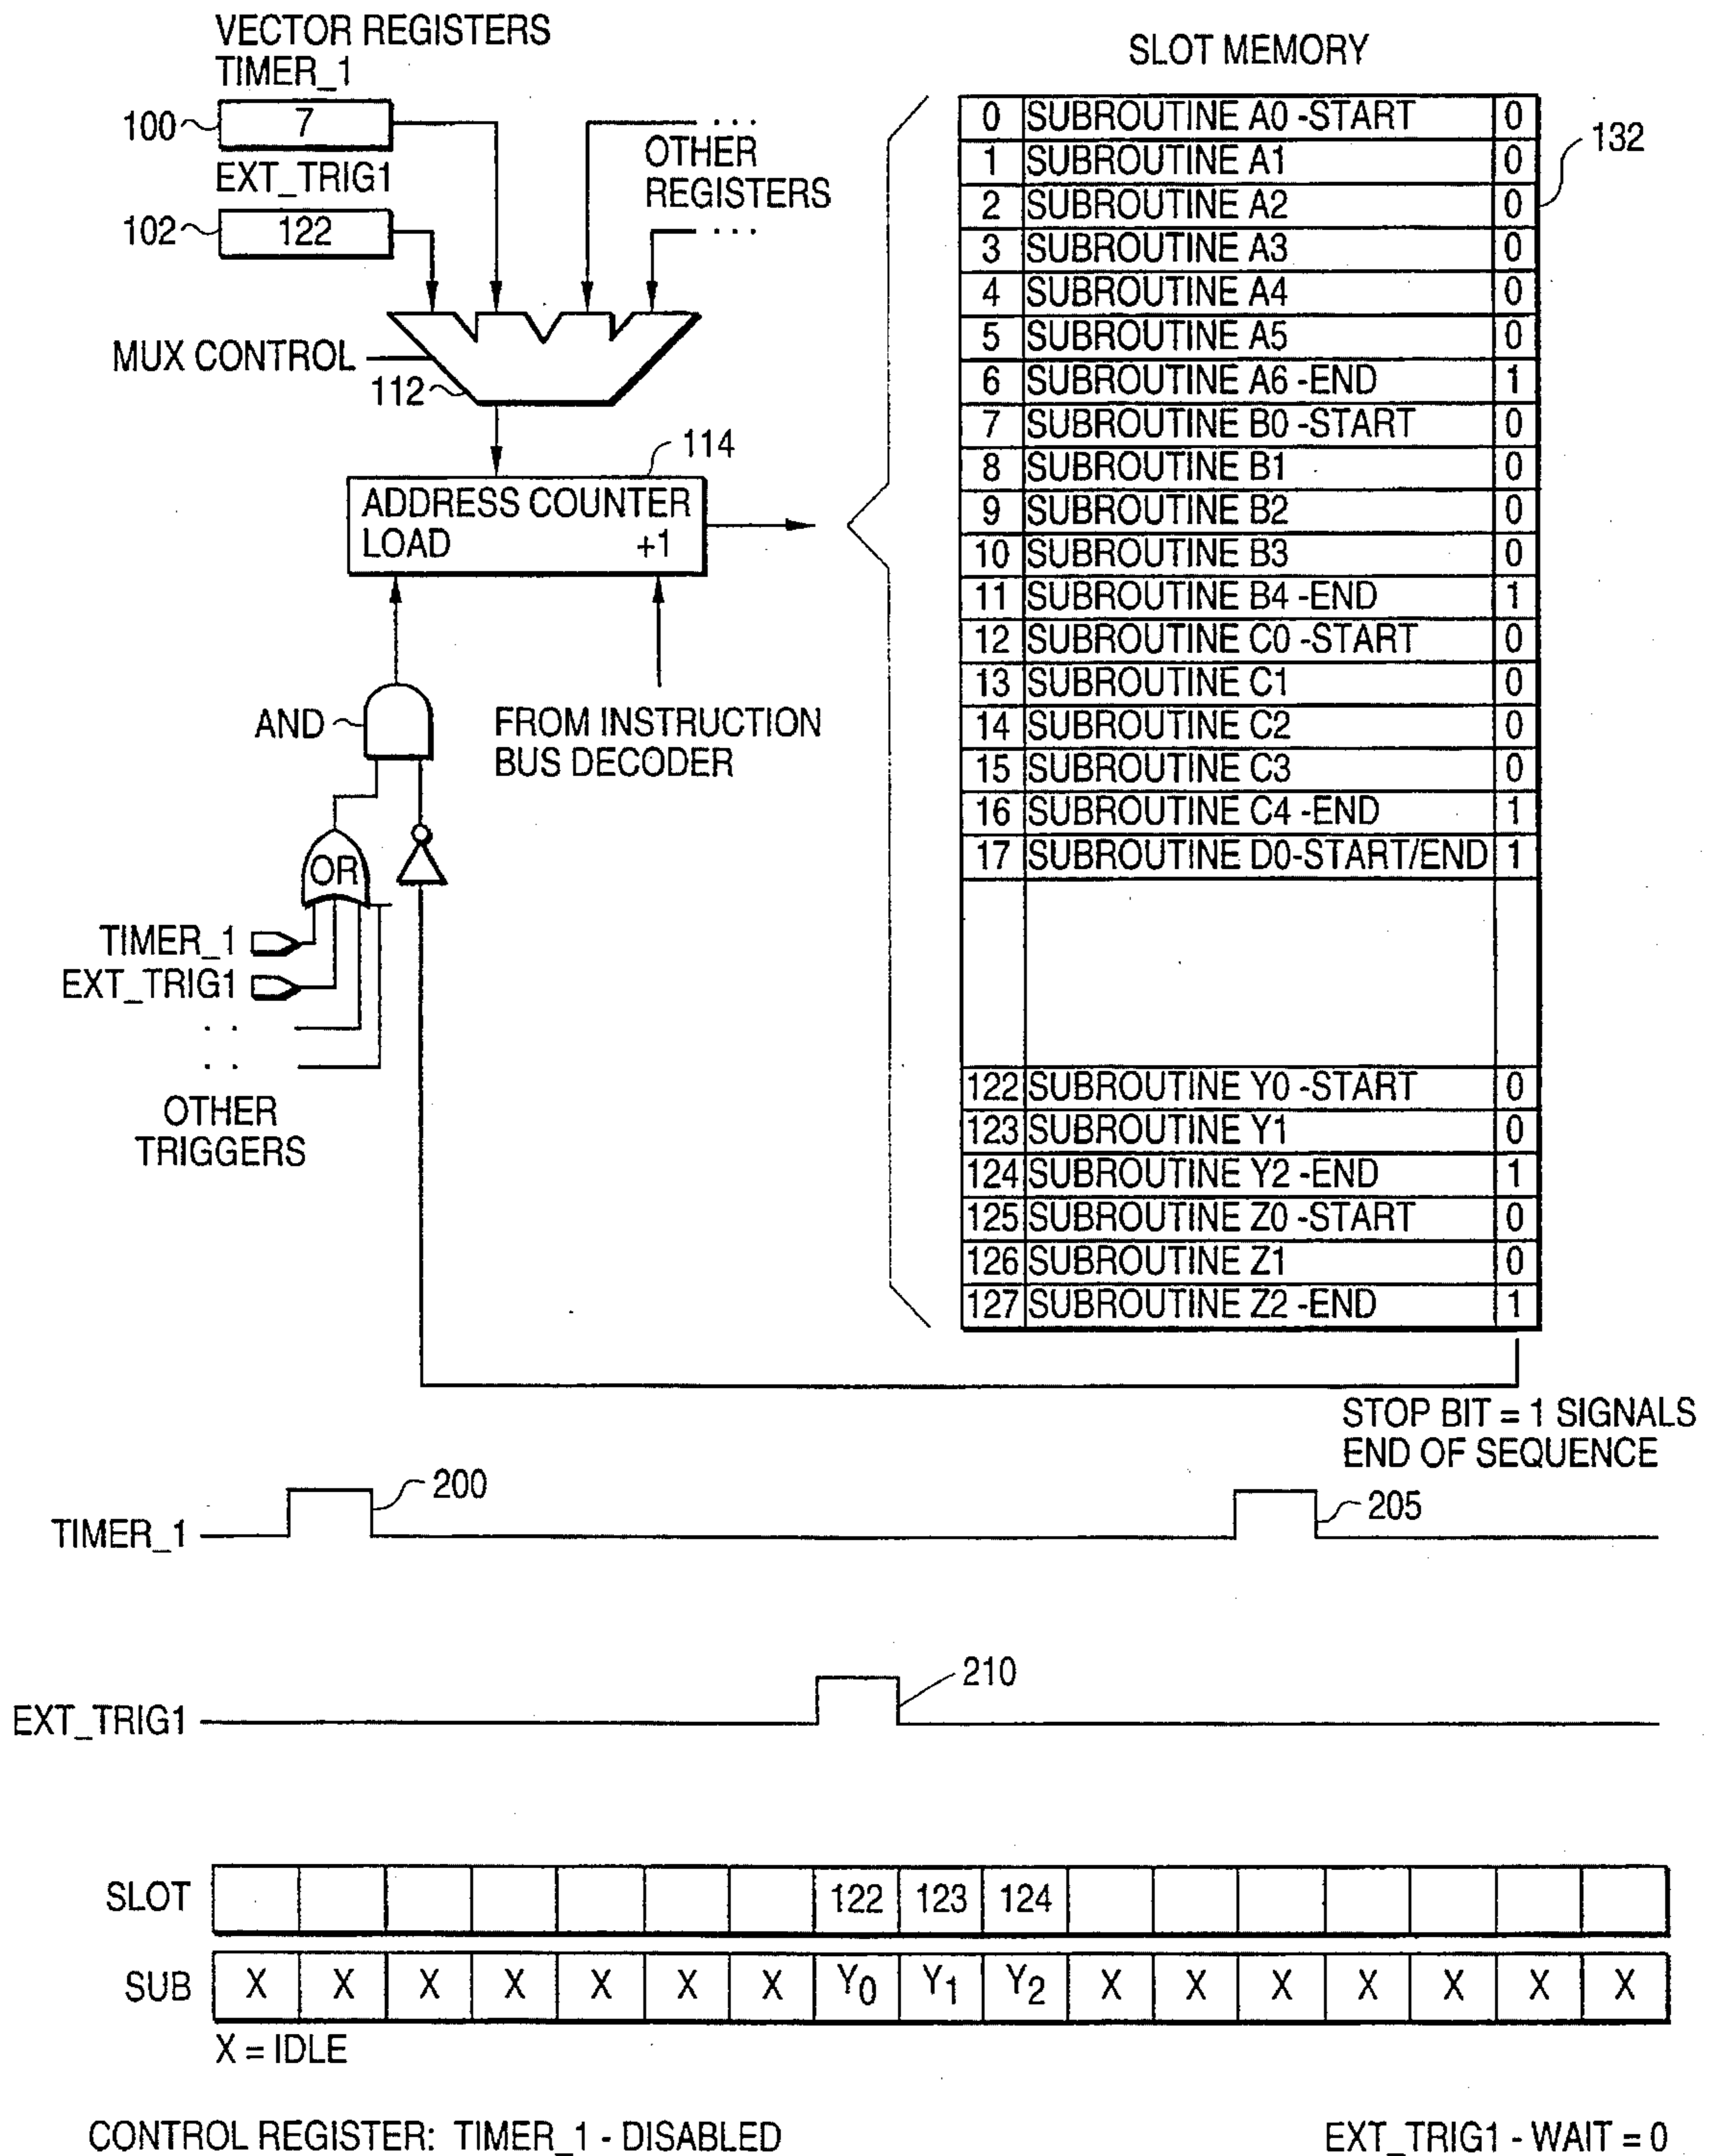 VECTOR REGISTERS
TIMER_1
100
7
EXT_TRIG1
102
122
. . .
OTHER
REGISTERS
. . .
MUX CONTROL
112
114
ADDRESS COUNTER
LOAD +1
AND
FROM INSTRUCTION
BUS DECODER
OR
TIMER_1
EXT_TRIG1
. .
. .
OTHER
TRIGGERS
SLOT MEMORY
132
0 SUBROUTINE A0 -START 0
1 SUBROUTINE A1 0
2 SUBROUTINE A2 0
3 SUBROUTINE A3 0
4 SUBROUTINE A4 0
5 SUBROUTINE A5 0
6 SUBROUTINE A6 -END 1
7 SUBROUTINE B0 -START 0
8 SUBROUTINE B1 0
9 SUBROUTINE B2 0
10 SUBROUTINE B3 0
11 SUBROUTINE B4 -END 1
12 SUBROUTINE C0 -START 0
13 SUBROUTINE C1 0
14 SUBROUTINE C2 0
15 SUBROUTINE C3 0
16 SUBROUTINE C4 -END 1
17 SUBROUTINE D0-START/END 1
122 SUBROUTINE Y0 -START 0
123 SUBROUTINE Y1 0
124 SUBROUTINE Y2 -END 1
125 SUBROUTINE Z0 -START 0
126 SUBROUTINE Z1 0
127 SUBROUTINE Z2 -END 1
STOP BIT = 1 SIGNALS
END OF SEQUENCE
TIMER_1 200 205
EXT_TRIG1 210
SLOT 122 123 124
SUB X X X X X X X Y0 Y1 Y2 X X X X X X X
X = IDLE
CONTROL REGISTER: TIMER_1 - DISABLED EXT_TRIG1 - WAIT = 0